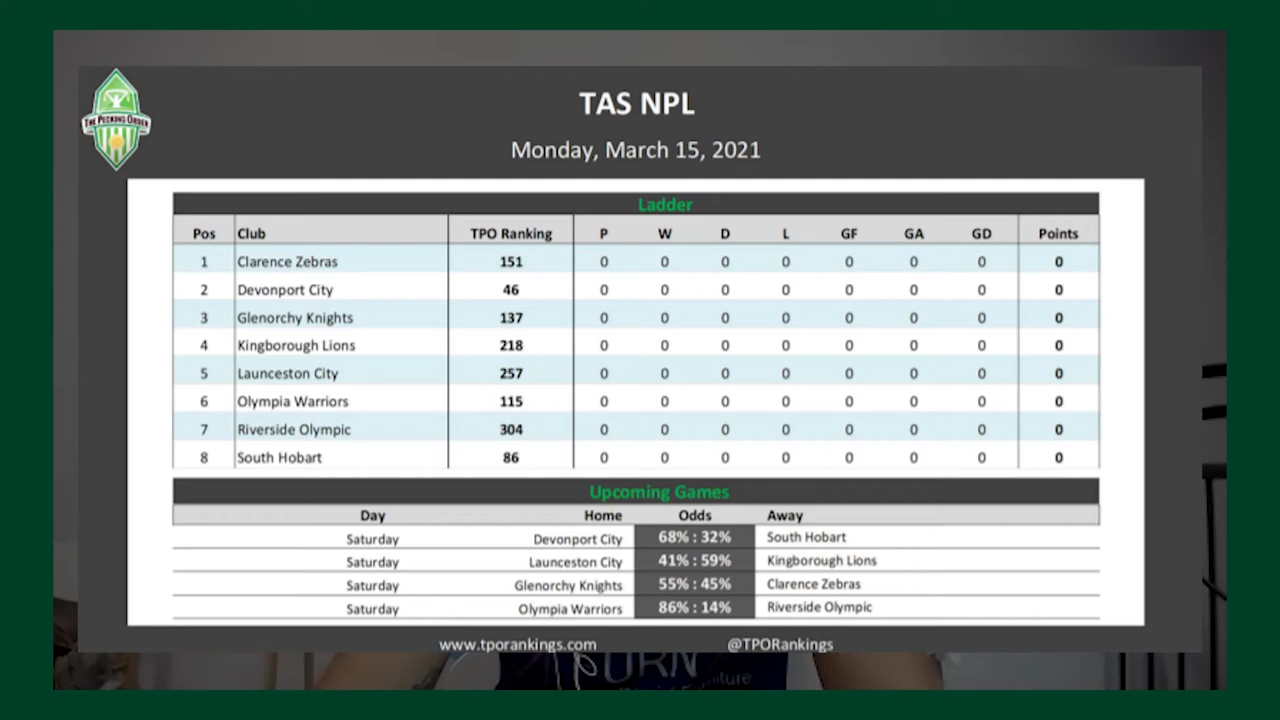 THE PECKING ORDER
TAS NPL
Monday, March 15, 2021
Ladder
Pos Club TPO Ranking P W D L GF GA GD Points
1 Clarence Zebras 151 0 0 0 0 0 0 0 0
2 Devonport City 46 0 0 0 0 0 0 0 0
3 Glenorchy Knights 137 0 0 0 0 0 0 0 0
4 Kingborough Lions 218 0 0 0 0 0 0 0 0
5 Launceston City 257 0 0 0 0 0 0 0 0
6 Olympia Warriors 115 0 0 0 0 0 0 0 0
7 Riverside Olympic 304 0 0 0 0 0 0 0 0
8 South Hobart 86 0 0 0 0 0 0 0 0
Upcoming Games
Day Home Odds Away
Saturday Devonport City 68% : 32% South Hobart
Saturday Launceston City 41% : 59% Kingborough Lions
Saturday Glenorchy Knights 55% : 45% Clarence Zebras
Saturday Olympia Warriors 86% : 14% Riverside Olympic
www.tporankings.com @TPORankings